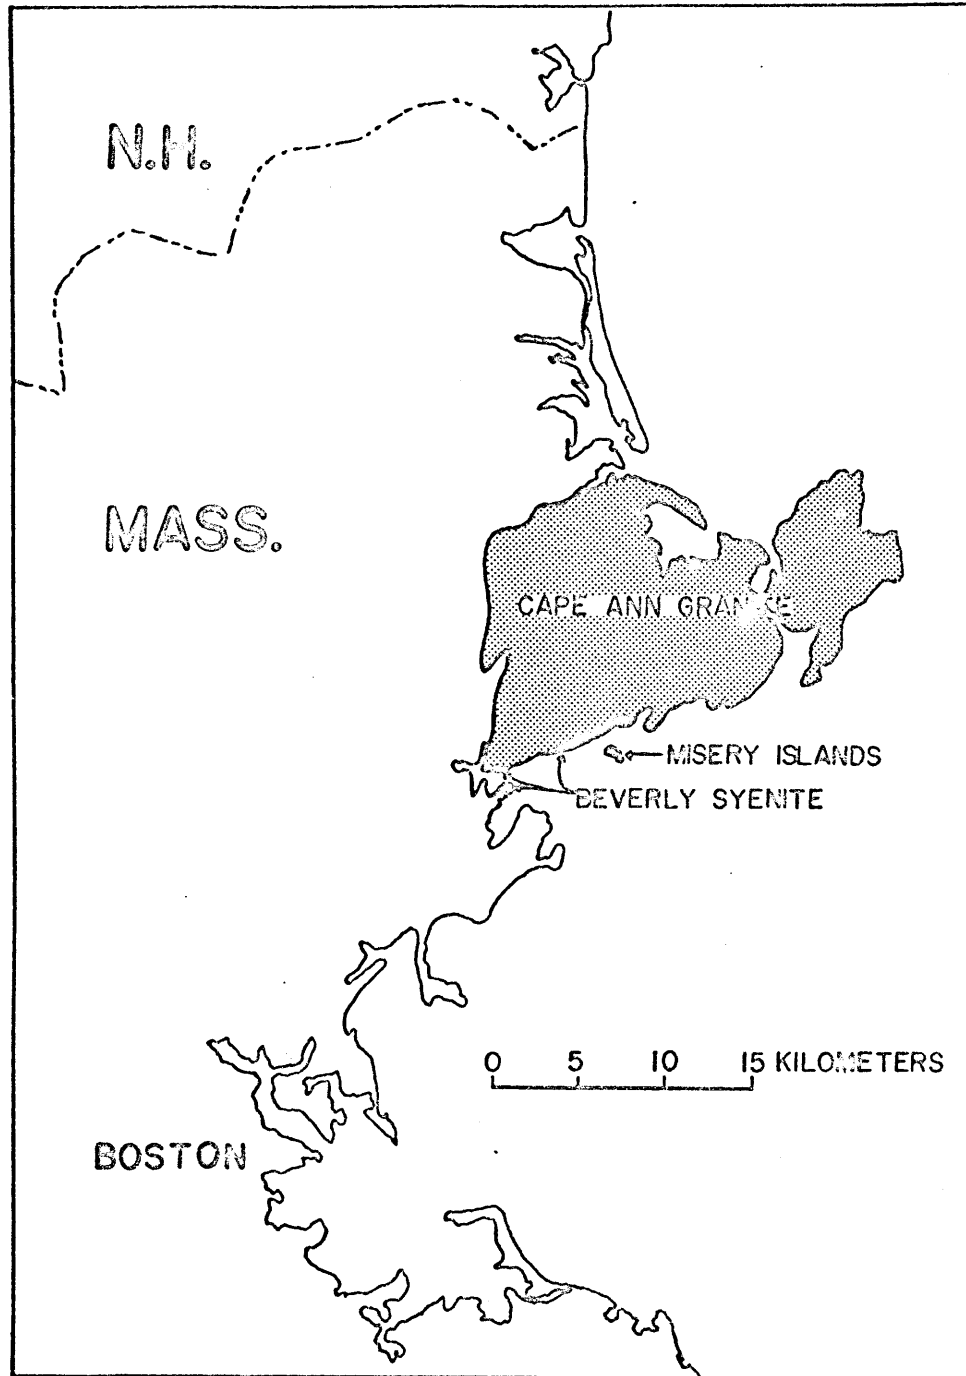 N.H.
MASS.
CAPE ANN GRANITE
MISERY ISLANDS
BEVERLY SYENITE
0 5 10 15 KILOMETERS
BOSTON